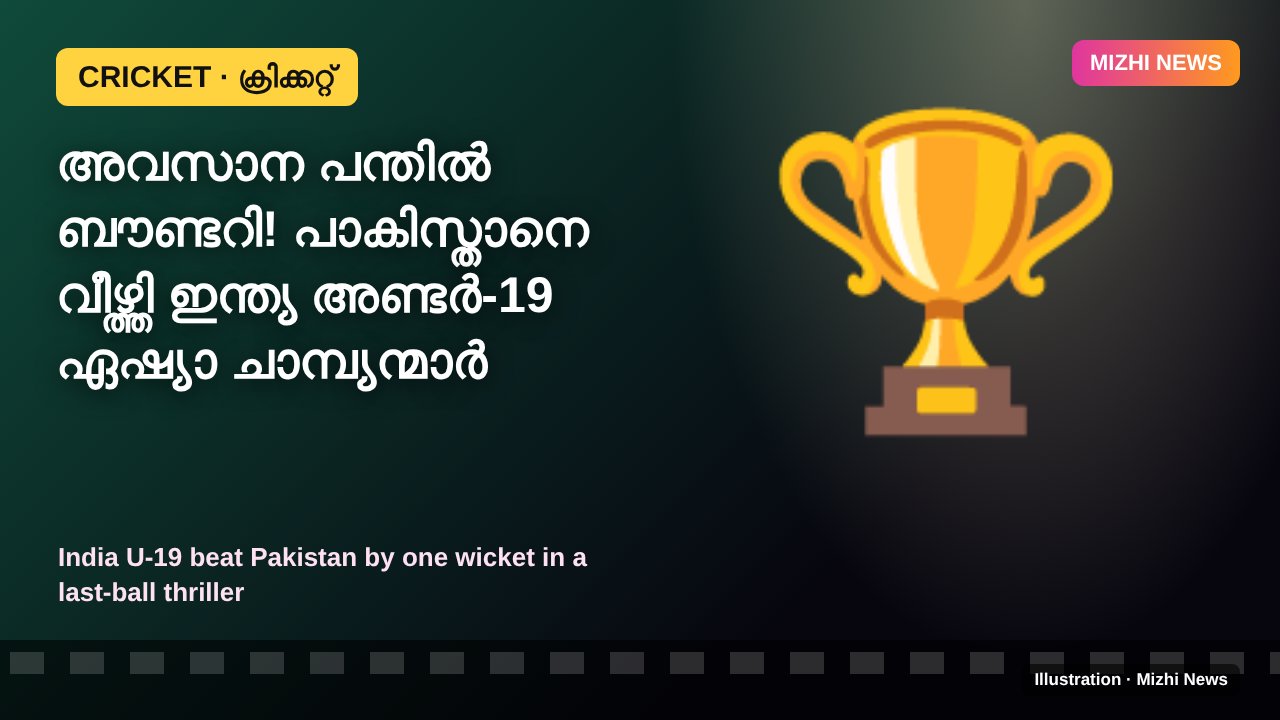 CRICKET · ക്രിക്കറ്റ്
MIZHI NEWS
അവസാന പന്തിൽ
ബൗണ്ടറി! പാകിസ്താനെ
വീഴ്ത്തി ഇന്ത്യ അണ്ടർ-19
ഏഷ്യാ ചാമ്പ്യന്മാർ
India U-19 beat Pakistan by one wicket in a
last-ball thriller
Illustration · Mizhi News